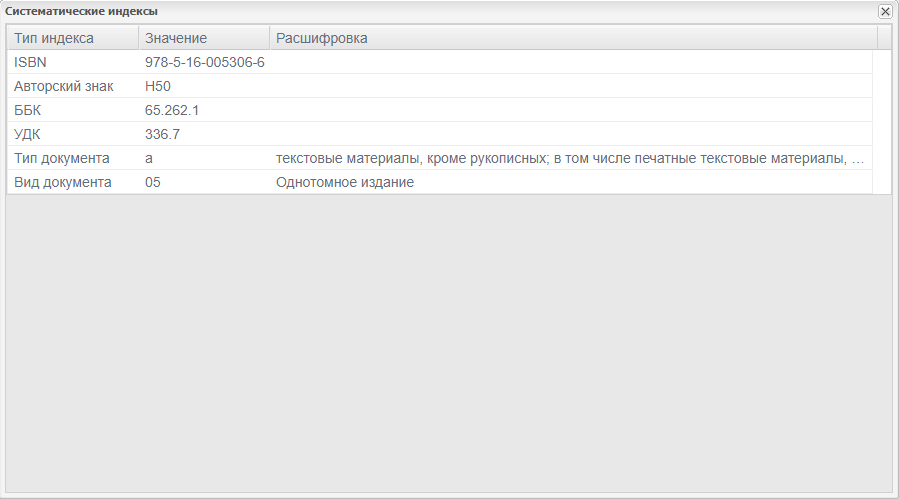 Систематические индексы
Тип индекса Значение Расшифровка
ISBN 978-5-16-005306-6
Авторский знак Н50
ББК 65.262.1
УДК 336.7
Тип документа a текстовые материалы, кроме рукописных; в том числе печатные текстовые материалы, ...
Вид документа 05 Однотомное издание